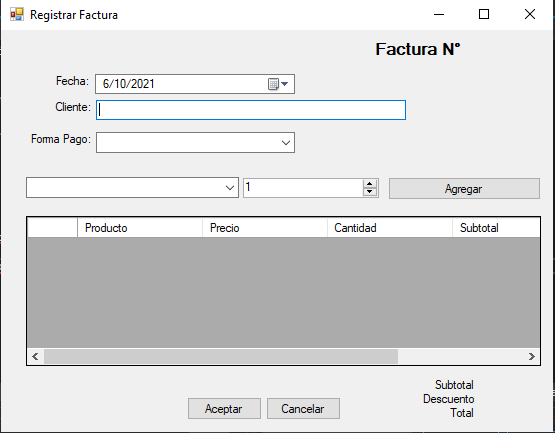 Registrar Factura
Factura N°
Fecha: 6/10/2021
Cliente:
Forma Pago:
1 Agregar
Producto Precio Cantidad Subtotal
Subtotal
Descuento
Total
Aceptar Cancelar